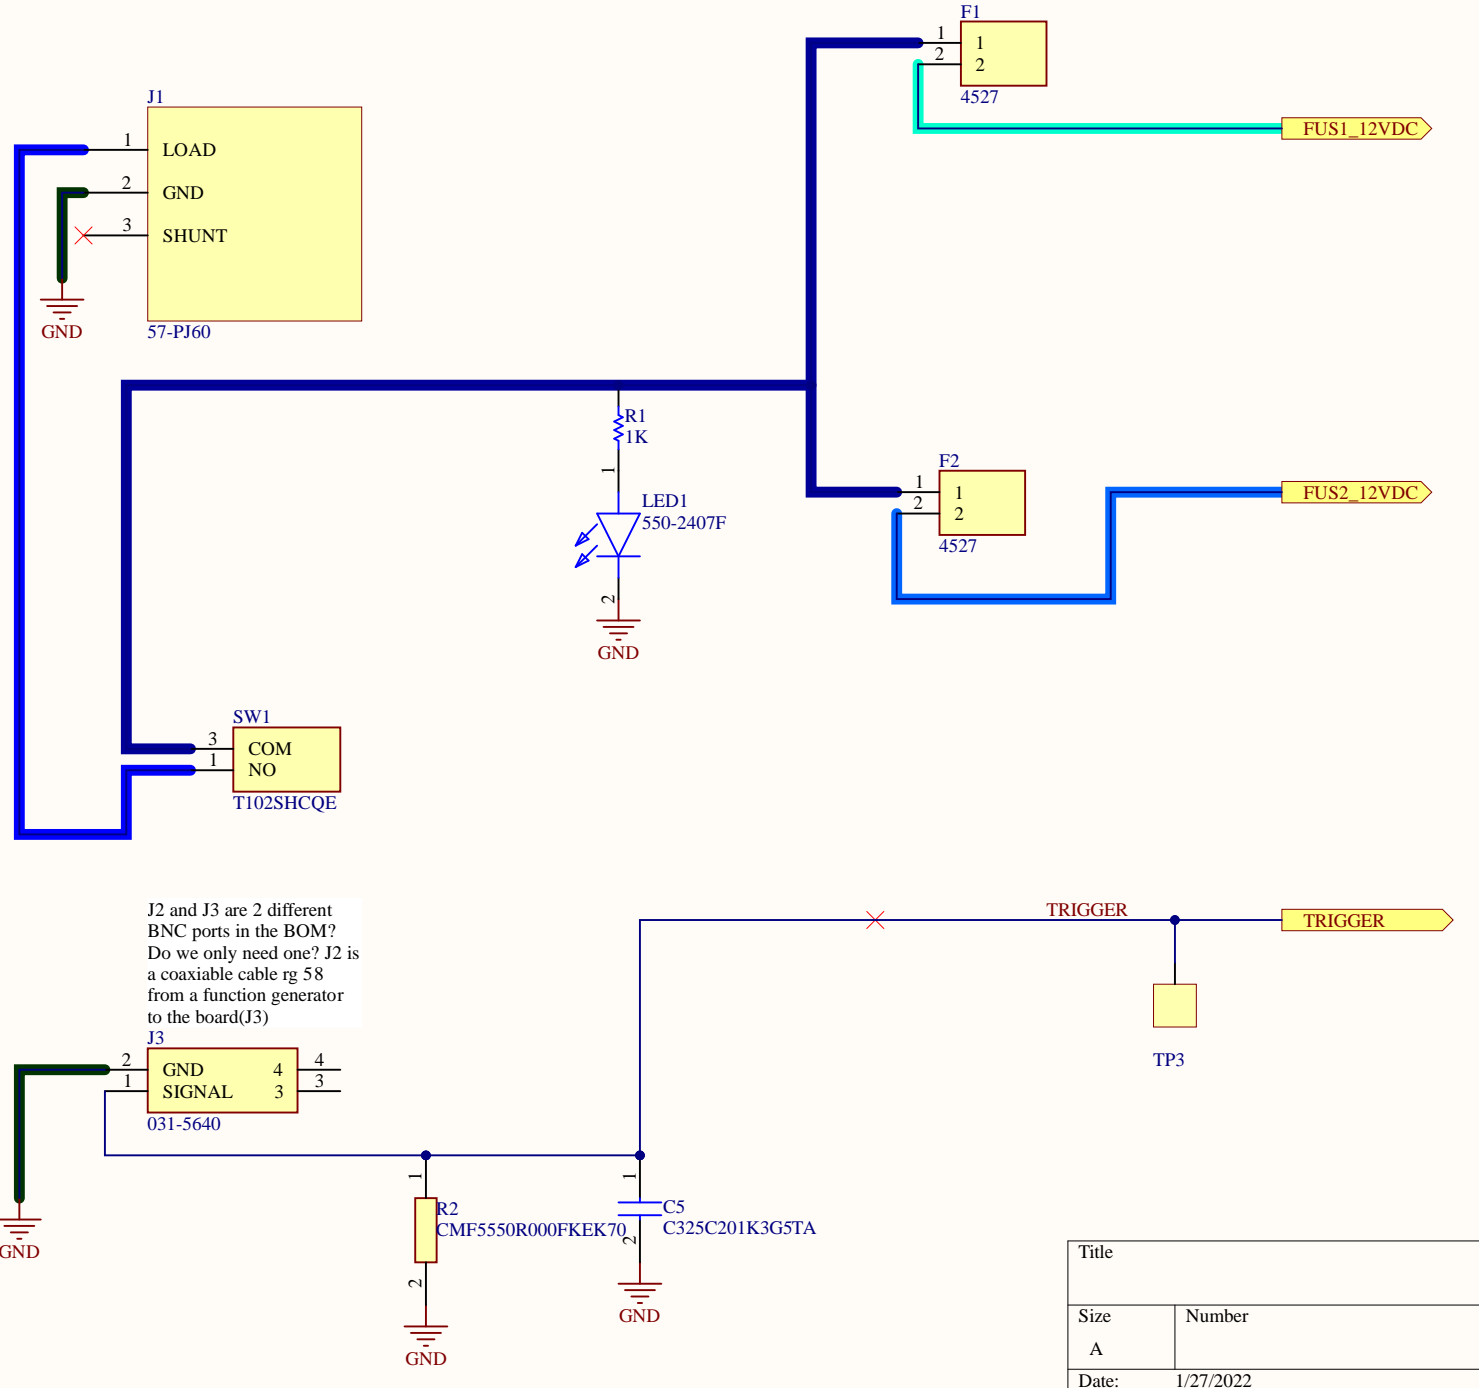 F1
1
2
1
2
4527
FUS1_12VDC
J1
1
LOAD
2
GND
3
SHUNT
57-PJ60
GND
R1
1K
1
LED1
550-2407F
2
GND
F2
1
2
1
2
4527
FUS2_12VDC
SW1
3
COM
1
NO
T102SHCQE
J2 and J3 are 2 different
BNC ports in the BOM?
Do we only need one? J2 is
a coaxiable cable rg 58
from a function generator
to the board(J3)
TRIGGER
TRIGGER
TP3
J3
2
GND
4
4
1
SIGNAL
3
3
031-5640
GND
1
R2
CMF5550R000FKEK70
2
GND
1
C5
C325C201K3G5TA
2
GND
Title
Size
Number
A
Date:
1/27/2022